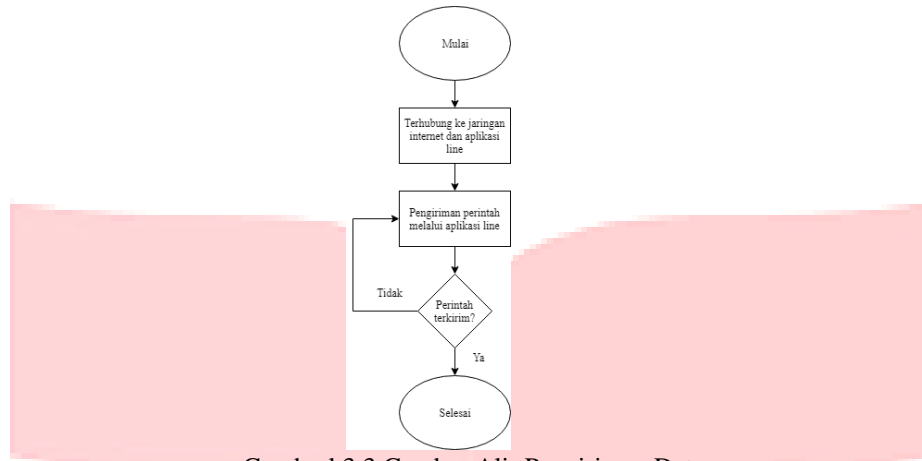 Mulai
Terhubung ke jaringan
internet dan aplikasi
line
Pengiriman perintah
melalui aplikasi line
Tidak
Perintah
terkirim?
Ya
Selesai